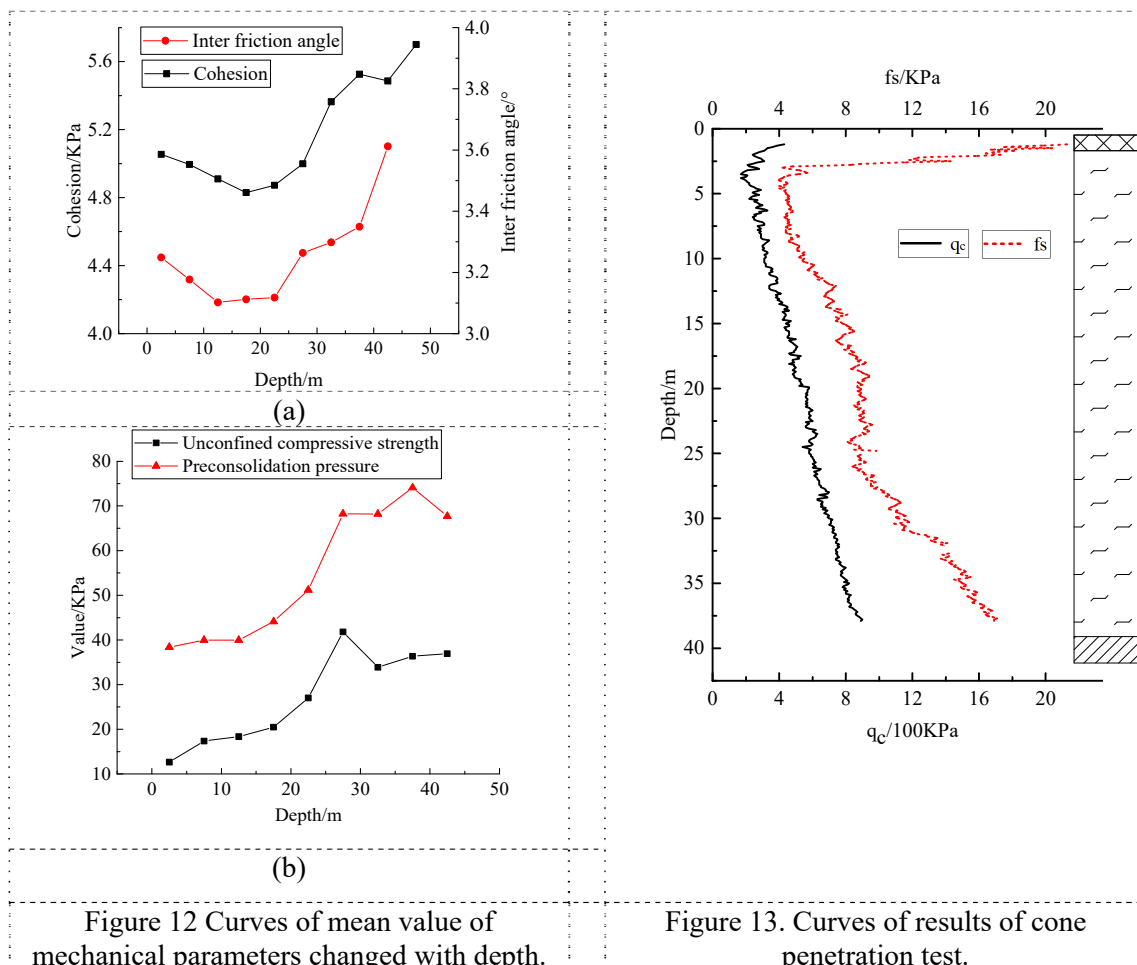 Inter friction angle
Cohesion
Cohesion/KPa
5.6
5.2
4.8
4.4
4.0
4.0
3.8
3.6
3.4
3.2
3.0
Inter friction angle/°
0 10 20 30 40 50
Depth/m
(a)
Unconfined compressive strength
Preconsolidation pressure
Value/KPa
80
70
60
50
40
30
20
10
0 10 20 30 40 50
Depth/m
(b)
Figure 12 Curves of mean value of
mechanical parameters changed with depth.
fs/KPa
0 4 8 12 16 20
Depth/m
0
5
10
15
20
25
30
35
40
qc fs
0 4 8 12 16 20
qc/100KPa
Figure 13. Curves of results of cone
penetration test.